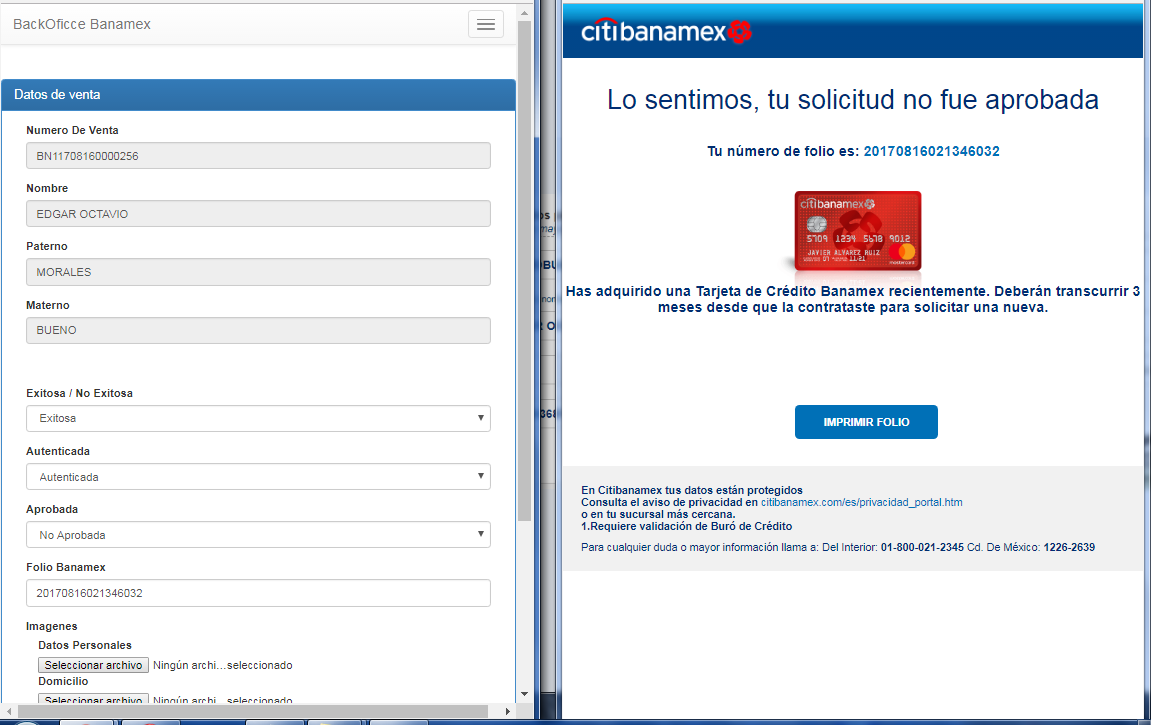 BackOficce Banamex
Datos de venta
Numero De Venta
BN11708160000256
Nombre
EDGAR OCTAVIO
Paterno
MORALES
Materno
BUENO
Exitosa / No Exitosa
Exitosa
Autenticada
Autenticada
Aprobada
No Aprobada
Folio Banamex
20170816021346032
Imagenes
Datos Personales
Seleccionar archivo Ningún archi...seleccionado
Domicilio
Seleccionar archivo Ningún archi...seleccionado
citibanamex
Lo sentimos, tu solicitud no fue aprobada
Tu número de folio es: 20170816021346032
citibanamex
5709 1234 5678 9012
JAVIER ALVAREZ RUIZ
mastercard
Has adquirido una Tarjeta de Crédito Banamex recientemente. Deberán transcurrir 3
meses desde que la contrataste para solicitar una nueva.
IMPRIMIR FOLIO
En Citibanamex tus datos están protegidos
Consulta el aviso de privacidad en citibanamex.com/es/privacidad_portal.htm
o en tu sucursal más cercana.
1.Requiere validación de Buró de Crédito
Para cualquier duda o mayor información llama a: Del Interior: 01-800-021-2345 Cd. De México: 1226-2639